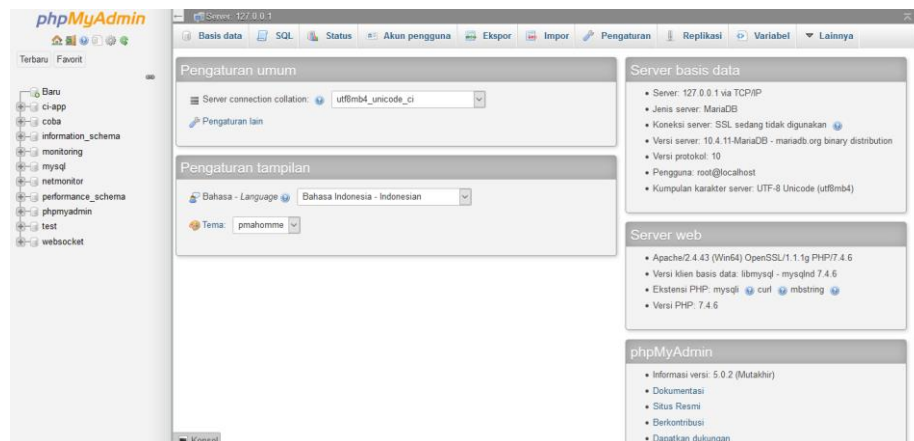 phpMyAdmin
Terbaru Favorit
Baru
ci-app
coba
information_schema
monitoring
mysql
netmonitor
performance_schema
phpmyadmin
test
websocket
Server: 127.0.0.1
Basis data SQL Status Akun pengguna Ekspor Impor Pengaturan Replikasi Variabel Lainnya
Pengaturan umum
Server connection collation: utf8mb4_unicode_ci
Pengaturan lain
Pengaturan tampilan
Bahasa - Language Bahasa Indonesia - Indonesian
Tema: pmahomme
Server basis data
Server: 127.0.0.1 via TCP/IP
Jenis server: MariaDB
Koneksi server: SSL sedang tidak digunakan
Versi server: 10.4.11-MariaDB - mariadb.org binary distribution
Versi protokol: 10
Pengguna: root@localhost
Kumpulan karakter server: UTF-8 Unicode (utf8mb4)
Server web
Apache/2.4.43 (Win64) OpenSSL/1.1.1g PHP/7.4.6
Versi klien basis data: libmysql - mysqlnd 7.4.6
Ekstensi PHP: mysqli curl mbstring
Versi PHP: 7.4.6
phpMyAdmin
Informasi versi: 5.0.2 (Mutakhir)
Dokumentasi
Situs Resmi
Berkontribusi
Dapatkan dukungan
Konsol